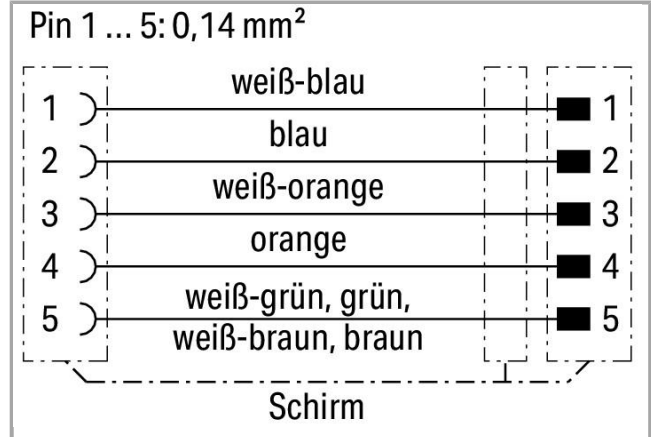 Pin 1 ... 5: 0,14 mm²
weiß-blau
1 1
blau
2 2
weiß-orange
3 3
orange
4 4
weiß-grün, grün,
5 5
weiß-braun, braun
Schirm